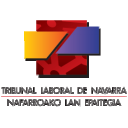 TRIBUNAL LABORAL DE NAVARRA
NAFARROAKO LAN EPAITEGIA